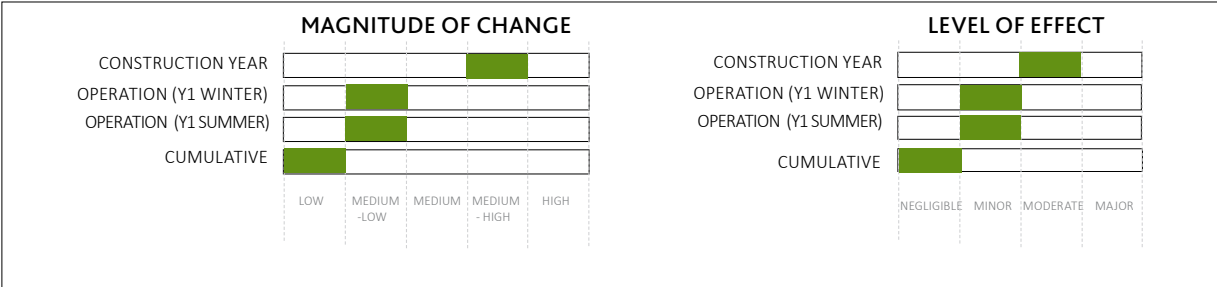 MAGNITUDE OF CHANGE
CONSTRUCTION YEAR
OPERATION (Y1 WINTER)
OPERATION (Y1 SUMMER)
CUMULATIVE
LOW
MEDIUM
-LOW
MEDIUM
MEDIUM
- HIGH
HIGH
LEVEL OF EFFECT
CONSTRUCTION YEAR
OPERATION (Y1 WINTER)
OPERATION (Y1 SUMMER)
CUMULATIVE
NEGLIGIBLE
MINOR
MODERATE
MAJOR